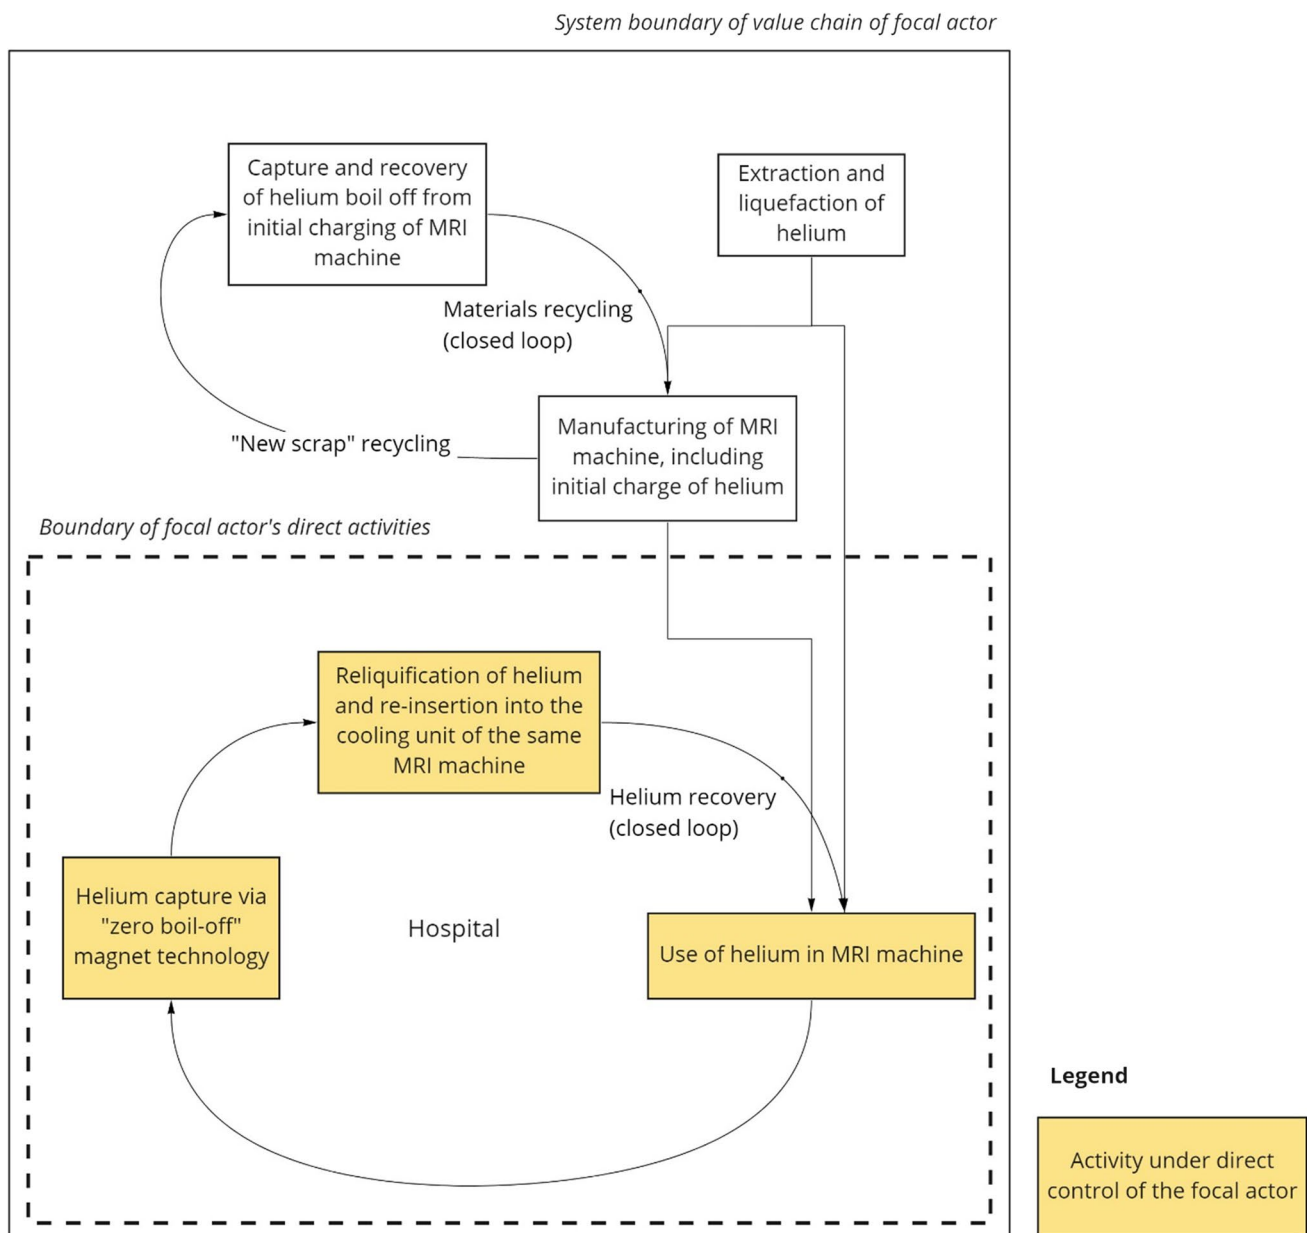 System boundary of value chain of focal actor
Capture and recovery
of helium boil off from
initial charging of MRI
machine
Extraction and
liquefaction of
helium
Materials recycling
(closed loop)
Manufacturing of MRI
machine, including
initial charge of helium
"New scrap" recycling
Boundary of focal actor's direct activities
Reliquification of helium
and re-insertion into the
cooling unit of the same
MRI machine
Helium recovery
(closed loop)
Helium capture via
"zero boil-off"
magnet technology
Hospital
Use of helium in MRI machine
Legend
Activity under direct
control of the focal actor